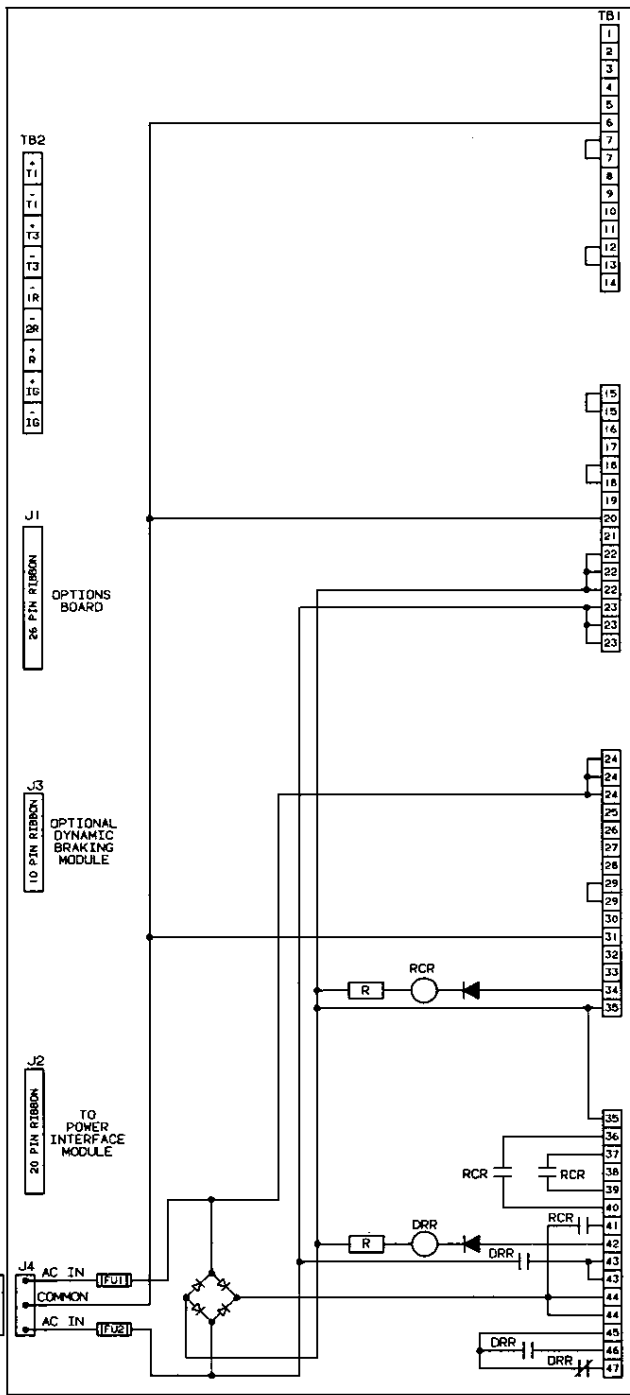 TB1
1
2
3
4
5
6
7
7
8
9
10
11
12
13
14
TB2
+
T1
-
T1
+
T3
-
T3
-
1R
-
2R
+
R
+
IG
-
IG
15
15
16
17
18
18
19
20
21
22
22
22
23
23
23
J1
26 PIN RIBBON
OPTIONS
BOARD
24
24
24
25
26
27
28
29
29
30
31
32
33
34
35
J3
10 PIN RIBBON
OPTIONAL
DYNAMIC
BRAKING
MODULE
RCR
R
J2
20 PIN RIBBON
TO
POWER
INTERFACE
MODULE
35
36
37
38
39
40
41
42
43
43
44
44
45
46
47
RCR
RCR
RCR
DRR
R
DRR
DRR
DRR
J4
AC IN
FU1
COMMON
AC IN
FU2